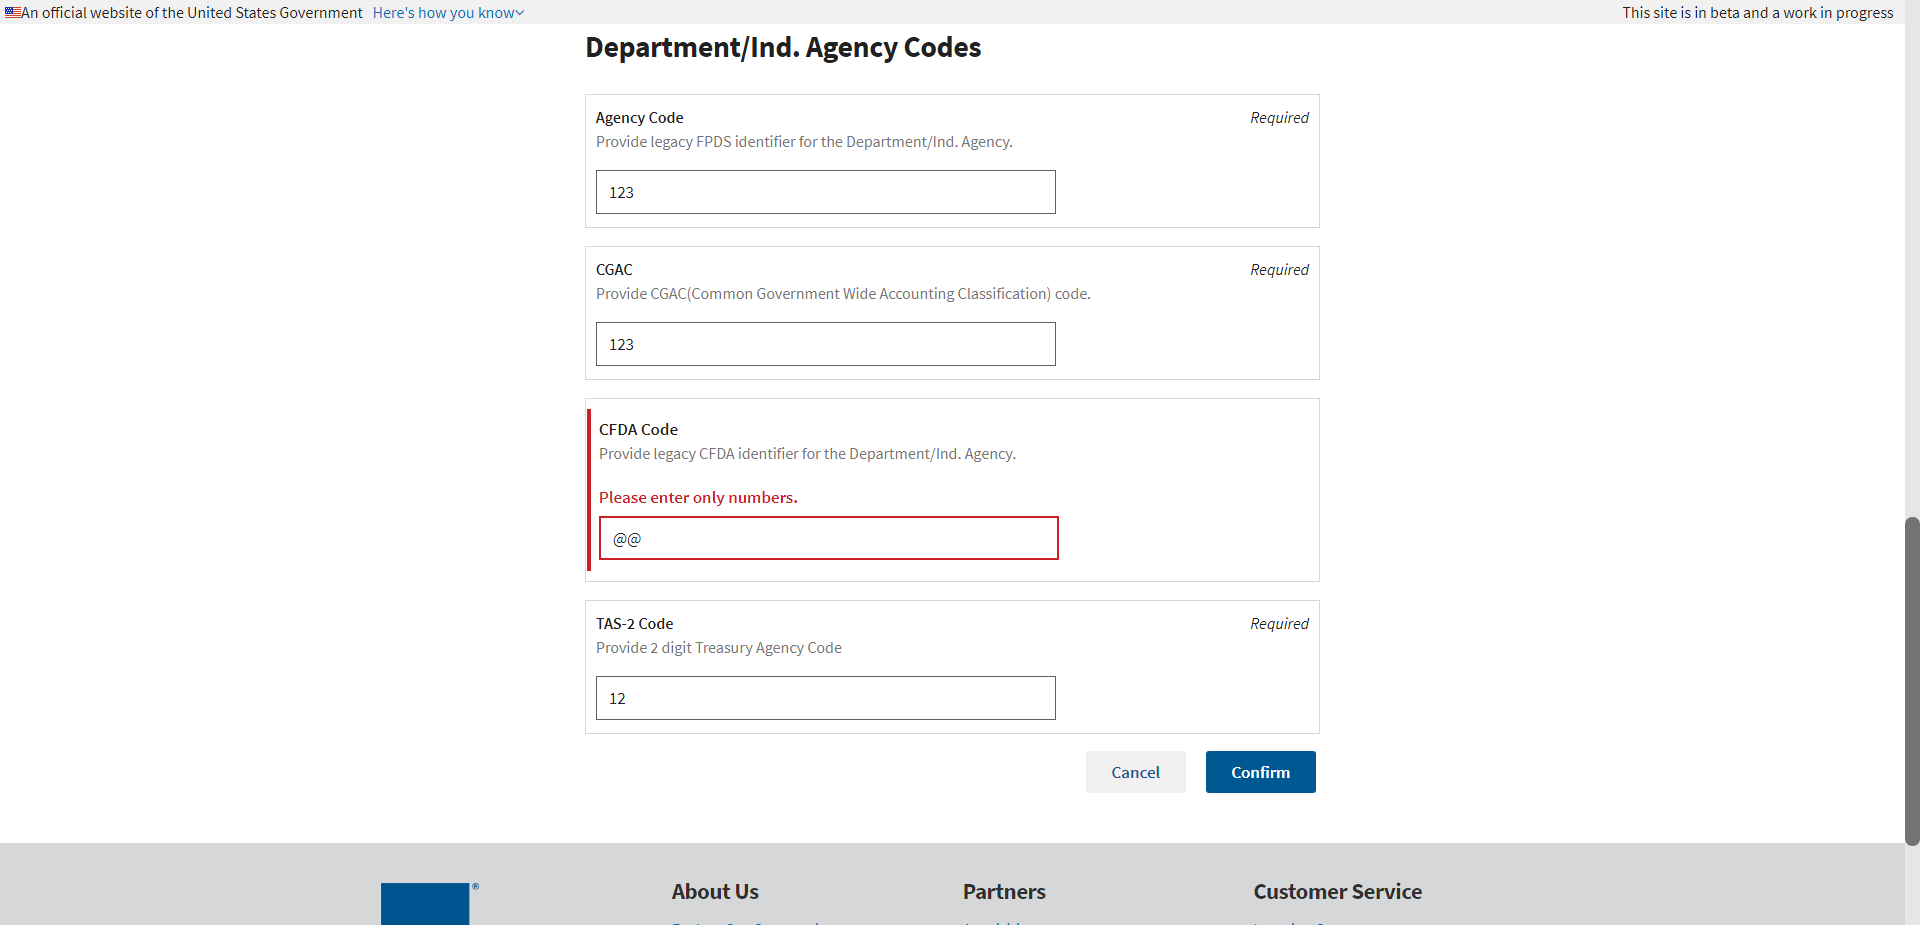 An official website of the United States Government Here's how you know
This site is in beta and a work in progress
Department/Ind. Agency Codes
Agency Code
Required
Provide legacy FPDS identifier for the Department/Ind. Agency.
123
CGAC
Required
Provide CGAC(Common Government Wide Accounting Classification) code.
123
CFDA Code
Provide legacy CFDA identifier for the Department/Ind. Agency.
Please enter only numbers.
@@
TAS-2 Code
Required
Provide 2 digit Treasury Agency Code
12
Cancel
Confirm
®
About Us
Partners
Customer Service